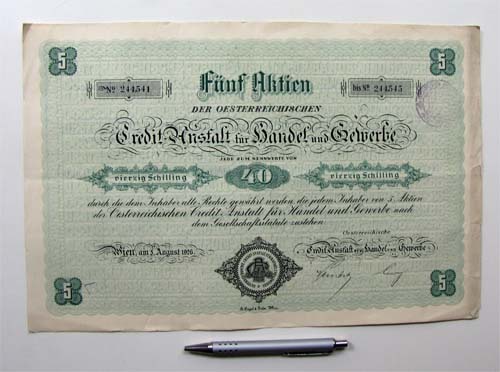 5 5
von No 244541
Fünf Aktien
bis No 244545
DER OESTERREICHISCHEN
Credit-Anstalt für Handel und Gewerbe
JEDE ZUM NENNWERTE VON
vierzig Schilling 40 vierzig Schilling
durch die dem Inhaber alle Rechte gewährt werden, die jedem Inhaber von 5 Aktien
der Oesterreichischen Credit-Anstalt für Handel und Gewerbe nach
dem Gesellschaftsstatute zustehen.
Wien, am 2. August 1926.
Oesterreichische
Credit-Anstalt für Handel und Gewerbe
5 5